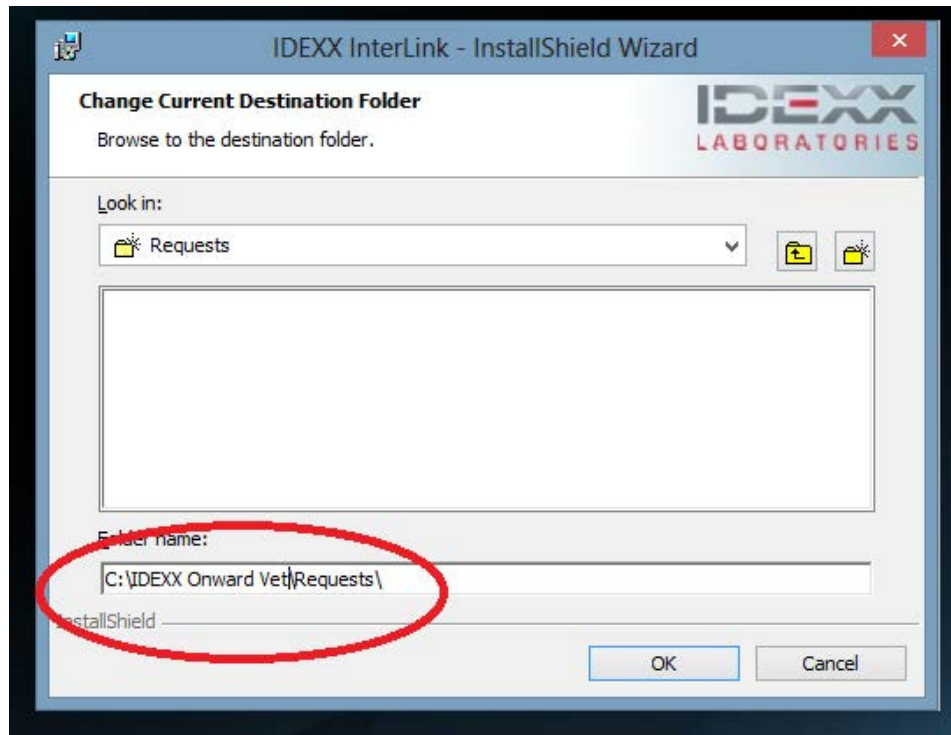 IDEXX InterLink - InstallShield Wizard
Change Current Destination Folder
Browse to the destination folder.
IDEXX
LABORATORIES
Look in:
Requests
Folder name:
C:\IDEXX Onward Vet\Requests\
InstallShield
OK
Cancel